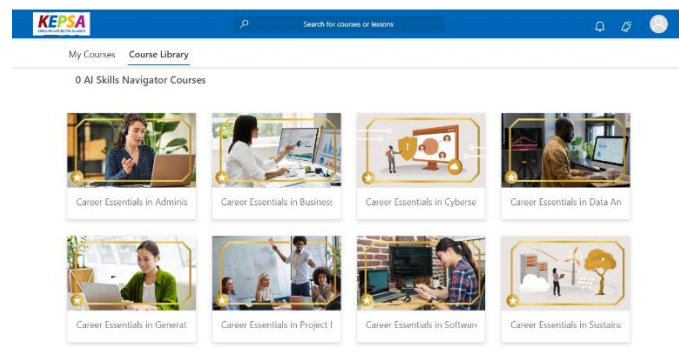 KEPSA
Search for courses or lessons
My Courses Course Library
0 AI Skills Navigator Courses
Career Essentials in Adminis
Career Essentials in Business
Career Essentials in Cyberse
Career Essentials in Data An
Career Essentials in Generat
Career Essentials in Project
Career Essentials in Software
Career Essentials in Sustaina